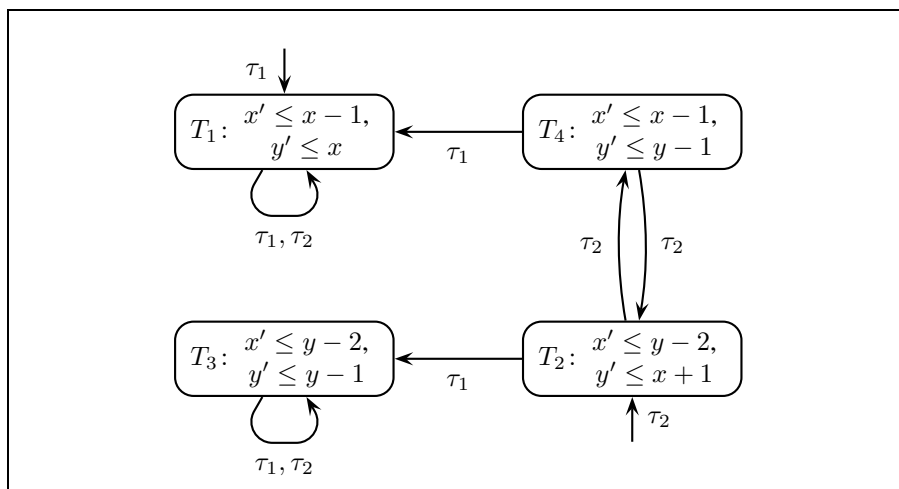 τ₁
T₁: x′ ≤ x − 1,
y′ ≤ x
T₄: x′ ≤ x − 1,
y′ ≤ y − 1
τ₁
τ₁, τ₂
τ₂
τ₂
T₃: x′ ≤ y − 2,
y′ ≤ y − 1
T₂: x′ ≤ y − 2,
y′ ≤ x + 1
τ₁
τ₂
τ₁, τ₂